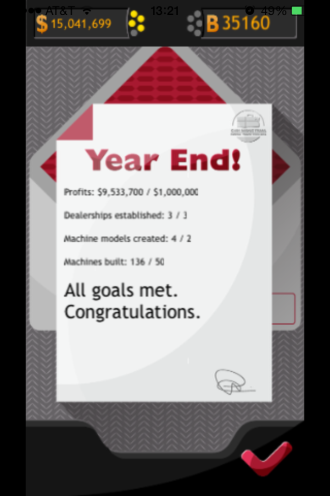 AT&T 13:21 49%
$ 15,041,699 B 35160
Year End!
Profits: $9,533,700 / $1,000,000
Dealerships established: 3 / 3
Machine models created: 4 / 2
Machines built: 136 / 50
All goals met.
Congratulations.